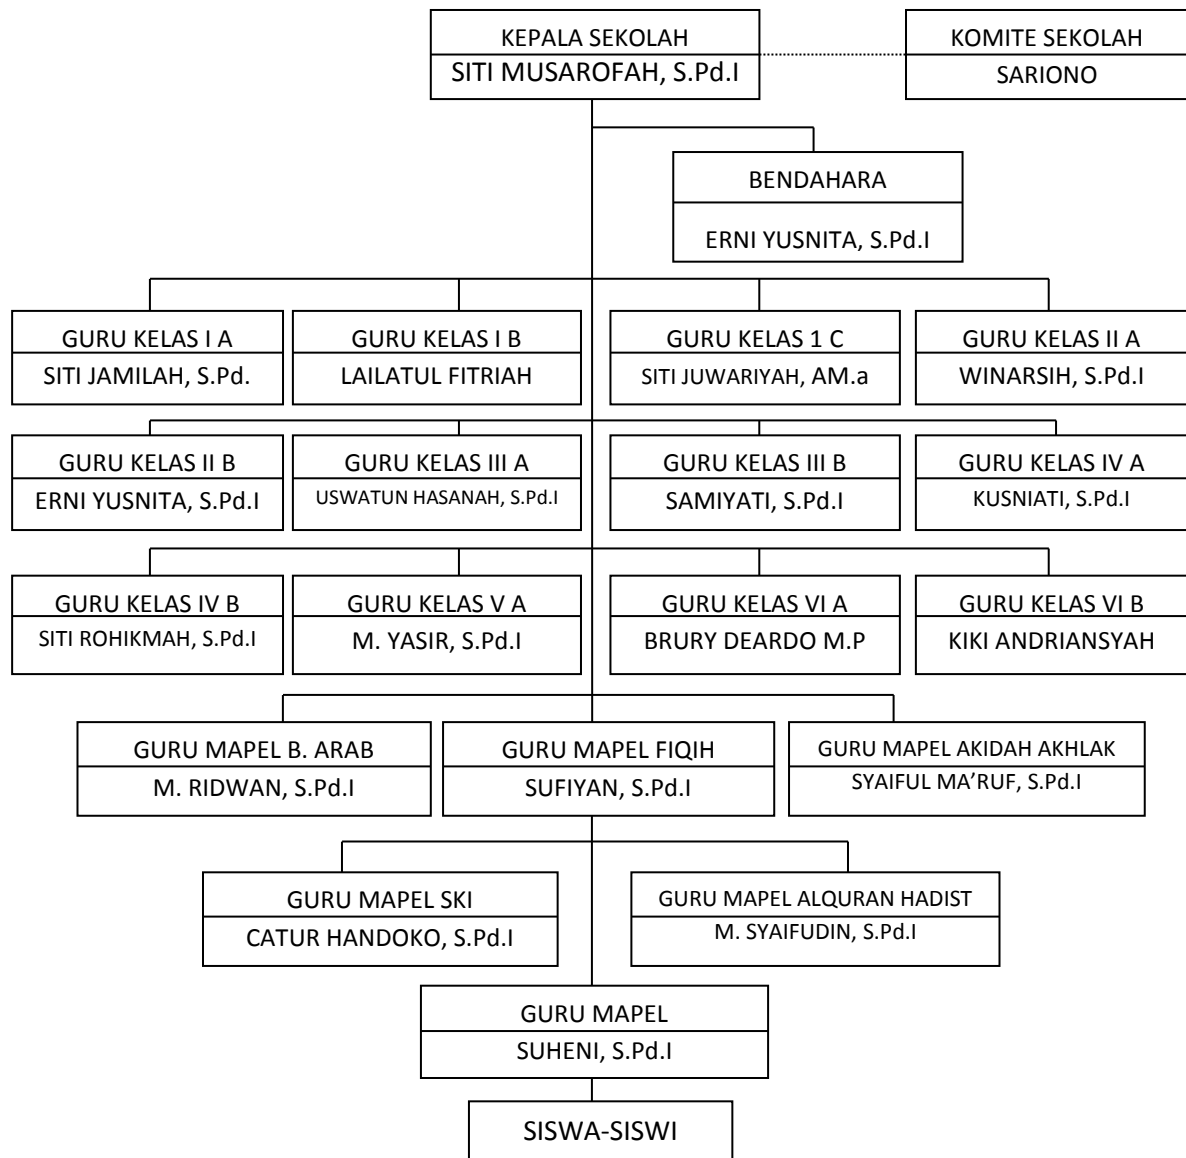 KEPALA SEKOLAH
SITI MUSAROFAH, S.Pd.I
KOMITE SEKOLAH
SARIONO
BENDAHARA
ERNI YUSNITA, S.Pd.I
GURU KELAS I A
SITI JAMILAH, S.Pd.
GURU KELAS I B
LAILATUL FITRIAH
GURU KELAS 1 C
SITI JUWARIYAH, AM.a
GURU KELAS II A
WINARSIH, S.Pd.I
GURU KELAS II B
ERNI YUSNITA, S.Pd.I
GURU KELAS III A
USWATUN HASANAH, S.Pd.I
GURU KELAS III B
SAMIYATI, S.Pd.I
GURU KELAS IV A
KUSNIATI, S.Pd.I
GURU KELAS IV B
SITI ROHIKMAH, S.Pd.I
GURU KELAS V A
M. YASIR, S.Pd.I
GURU KELAS VI A
BRURY DEARDO M.P
GURU KELAS VI B
KIKI ANDRIANSYAH
GURU MAPEL B. ARAB
M. RIDWAN, S.Pd.I
GURU MAPEL FIQIH
SUFIYAN, S.Pd.I
GURU MAPEL AKIDAH AKHLAK
SYAIFUL MA’RUF, S.Pd.I
GURU MAPEL SKI
CATUR HANDOKO, S.Pd.I
GURU MAPEL ALQURAN HADIST
M. SYAIFUDIN, S.Pd.I
GURU MAPEL
SUHENI, S.Pd.I
SISWA-SISWI